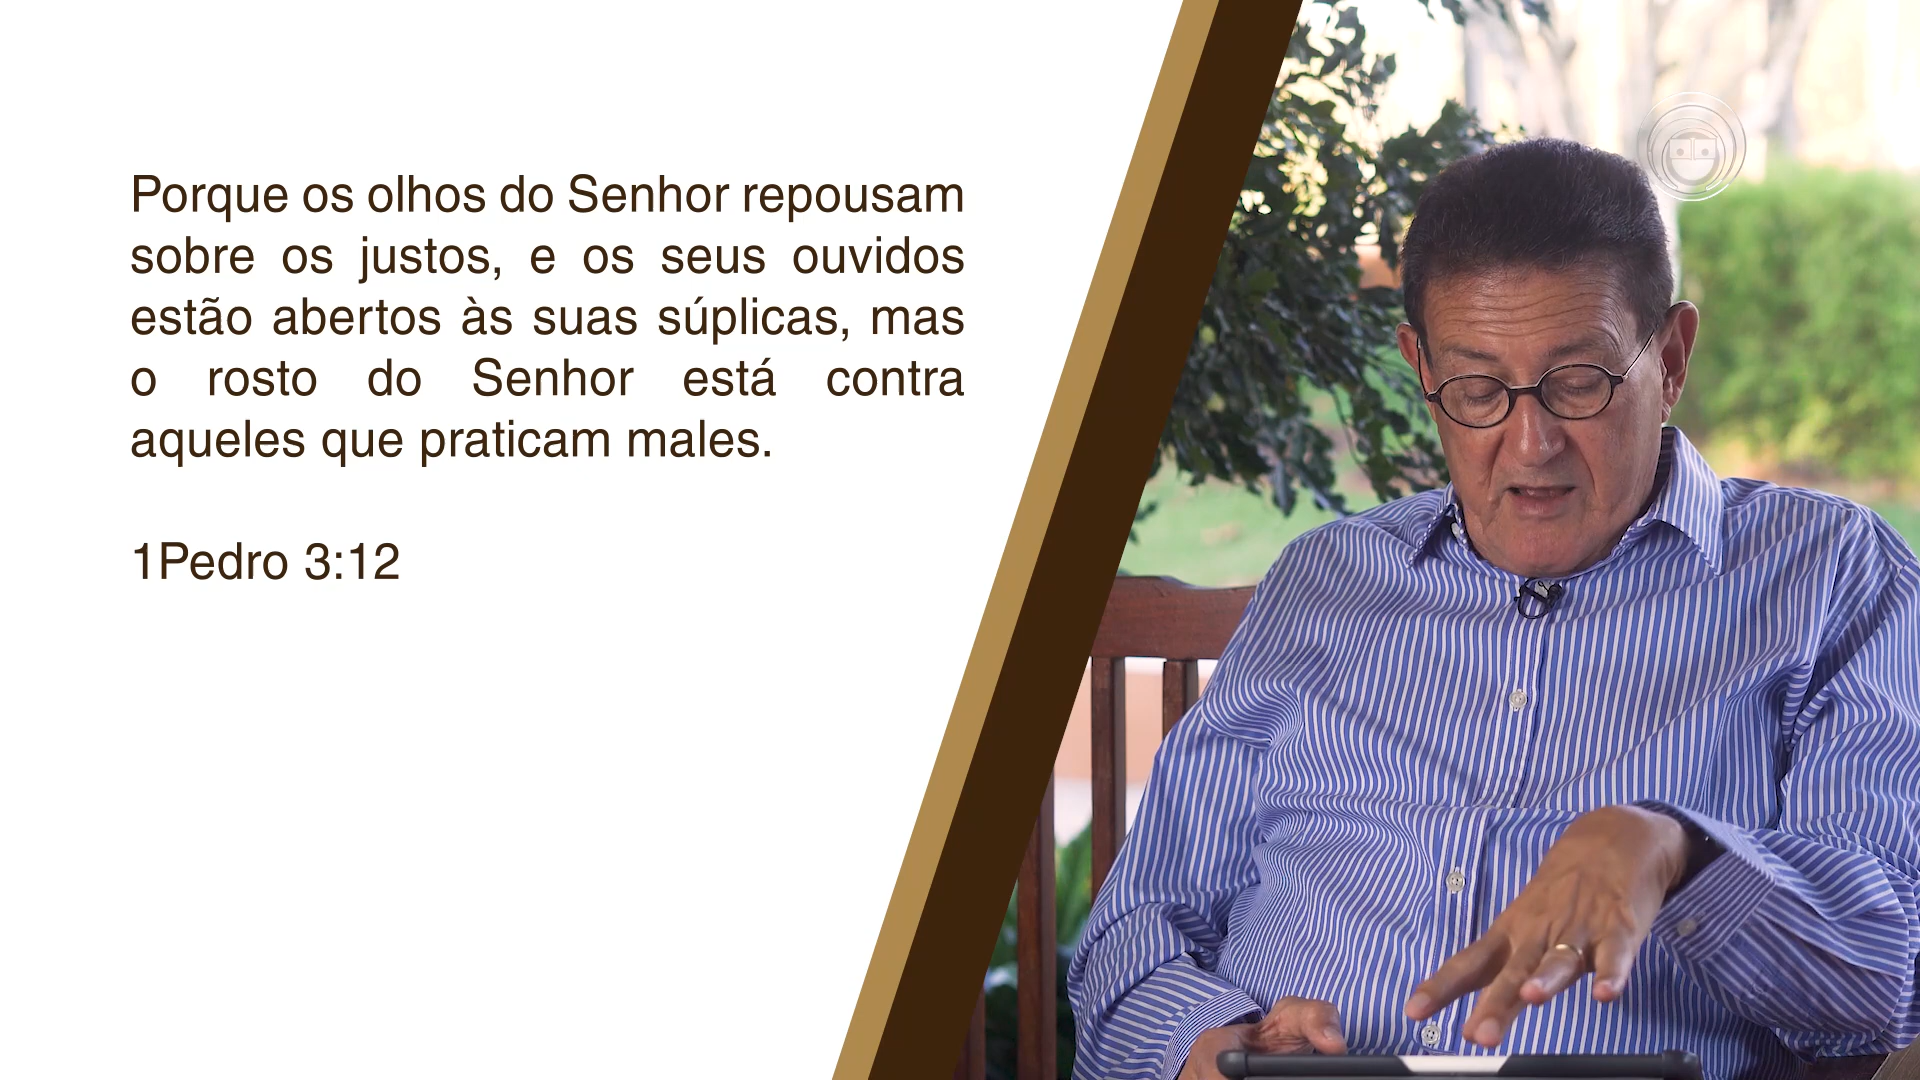 Porque os olhos do Senhor repousam
sobre os justos, e os seus ouvidos
estão abertos às suas súplicas, mas
o rosto do Senhor está contra
aqueles que praticam males.
1Pedro 3:12